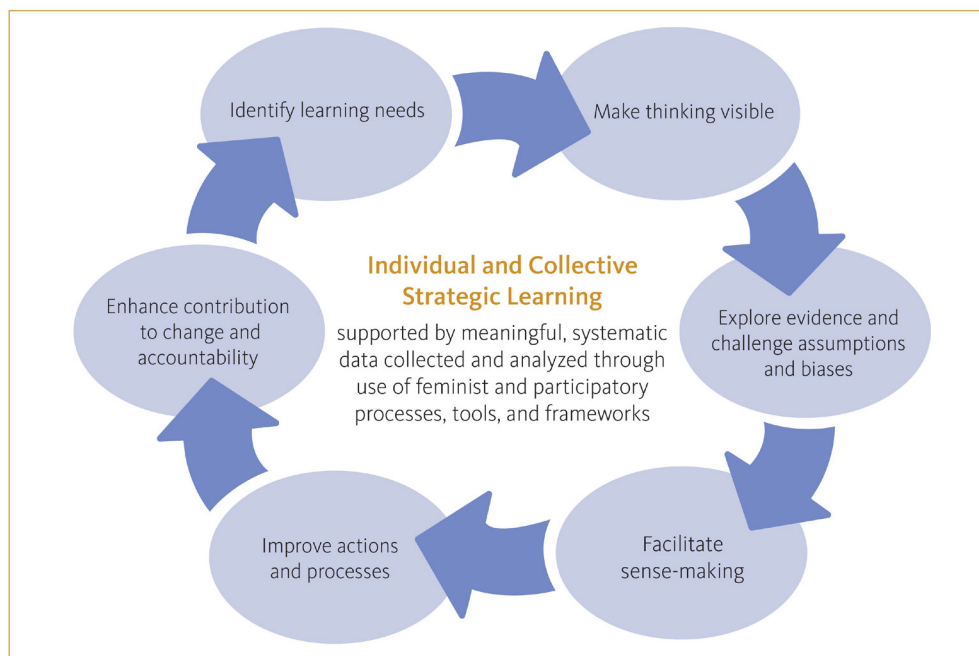 Identify learning needs
Make thinking visible
Explore evidence and
challenge assumptions
and biases
Facilitate
sense-making
Improve actions
and processes
Enhance contribution
to change and
accountability
Individual and Collective
Strategic Learning
supported by meaningful, systematic
data collected and analyzed through
use of feminist and participatory
processes, tools, and frameworks